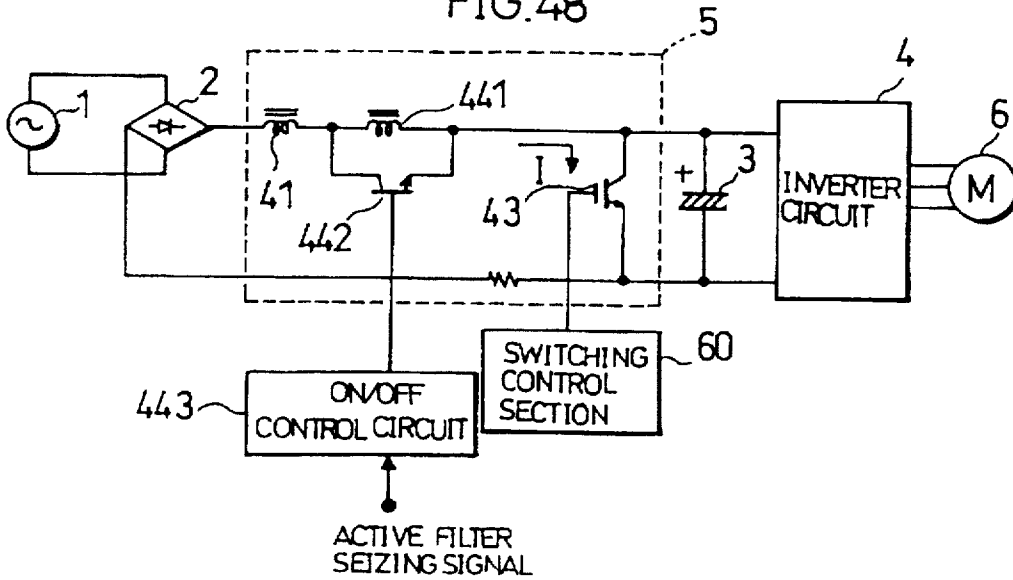 FIG.48
5
4
1
2
441
6
I
43
+
3
41
442
INVERTER
CIRCUIT
M
60
SWITCHING
CONTROL
SECTION
443
ON/OFF
CONTROL CIRCUIT
ACTIVE FILTER
SEIZING SIGNAL